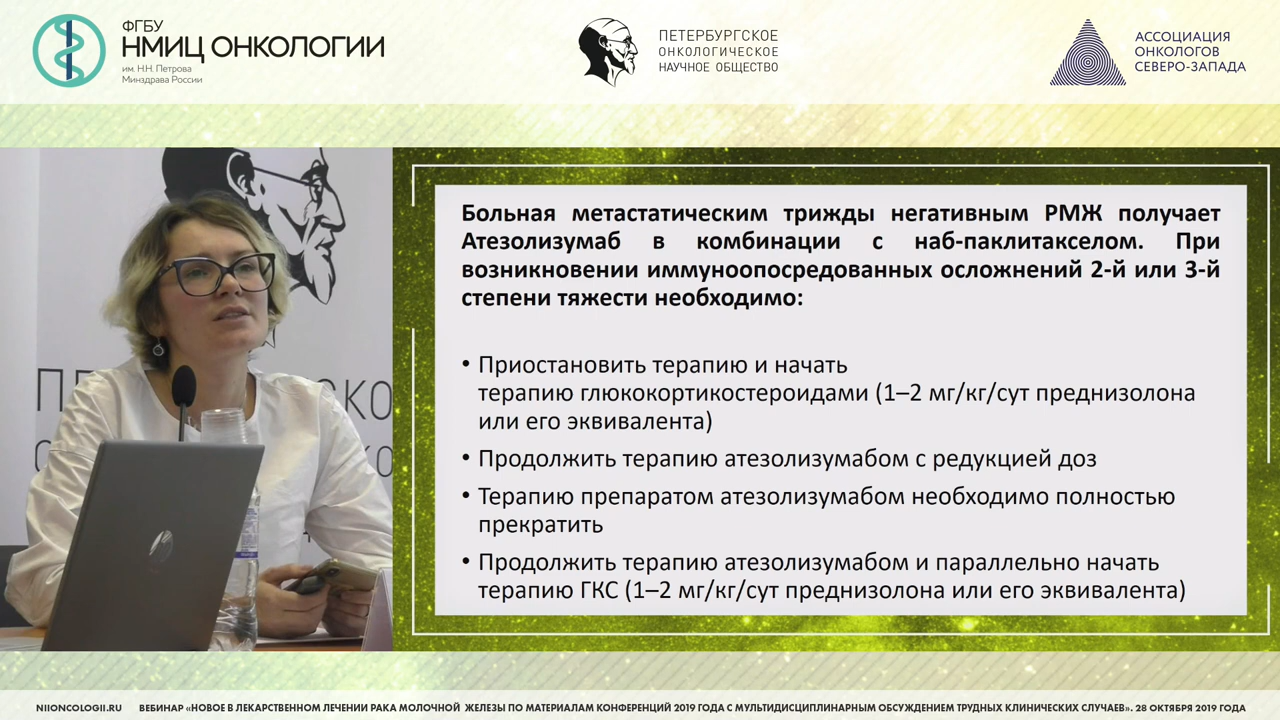 ФГБУ
НМИЦ ОНКОЛОГИИ
им. Н.Н. Петрова
Минздрава России
ПЕТЕРБУРГСКОЕ
ОНКОЛОГИЧЕСКОЕ
НАУЧНОЕ ОБЩЕСТВО
АССОЦИАЦИЯ
ОНКОЛОГОВ
СЕВЕРО-ЗАПАДА
Больная метастатическим трижды негативным РМЖ получает
Атезолизумаб в комбинации с наб-паклитакселом. При
возникновении иммуноопосредованных осложнений 2-й или 3-й
степени тяжести необходимо:
• Приостановить терапию и начать
терапию глюкокортикостероидами (1–2 мг/кг/сут преднизолона
или его эквивалента)
• Продолжить терапию атезолизумабом с редукцией доз
• Терапию препаратом атезолизумабом необходимо полностью
прекратить
• Продолжить терапию атезолизумабом и параллельно начать
терапию ГКС (1–2 мг/кг/сут преднизолона или его эквивалента)
NIIONCOLOGII.RU ВЕБИНАР «НОВОЕ В ЛЕКАРСТВЕННОМ ЛЕЧЕНИИ РАКА МОЛОЧНОЙ ЖЕЛЕЗЫ ПО МАТЕРИАЛАМ КОНФЕРЕНЦИЙ 2019 ГОДА С МУЛЬТИДИСЦИПЛИНАРНЫМ ОБСУЖДЕНИЕМ ТРУДНЫХ КЛИНИЧЕСКИХ СЛУЧАЕВ». 28 ОКТЯБРЯ 2019 ГОДА